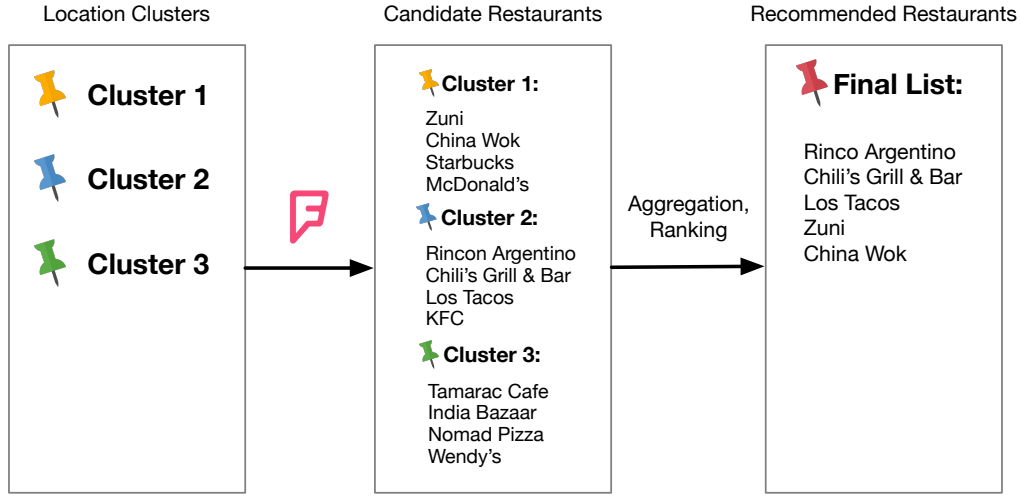 Location Clusters
Cluster 1
Cluster 2
Cluster 3
Candidate Restaurants
Cluster 1:
Zuni
China Wok
Starbucks
McDonald’s
Cluster 2:
Rincon Argentino
Chili’s Grill & Bar
Los Tacos
KFC
Cluster 3:
Tamarac Cafe
India Bazaar
Nomad Pizza
Wendy’s
Aggregation,
Ranking
Recommended Restaurants
Final List:
Rinco Argentino
Chili’s Grill & Bar
Los Tacos
Zuni
China Wok